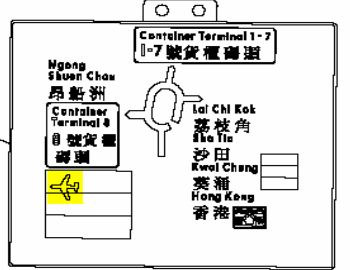 Container Terminal 1-7
1-7 號貨櫃碼頭
Ngong
Shuen Chau
昂船洲
Container
Terminal 8
8 號貨櫃
碼頭
Lai Chi Kok
荔枝角
Sha Tin
沙田
Kwai Chung
葵涌
Hong Kong
香港